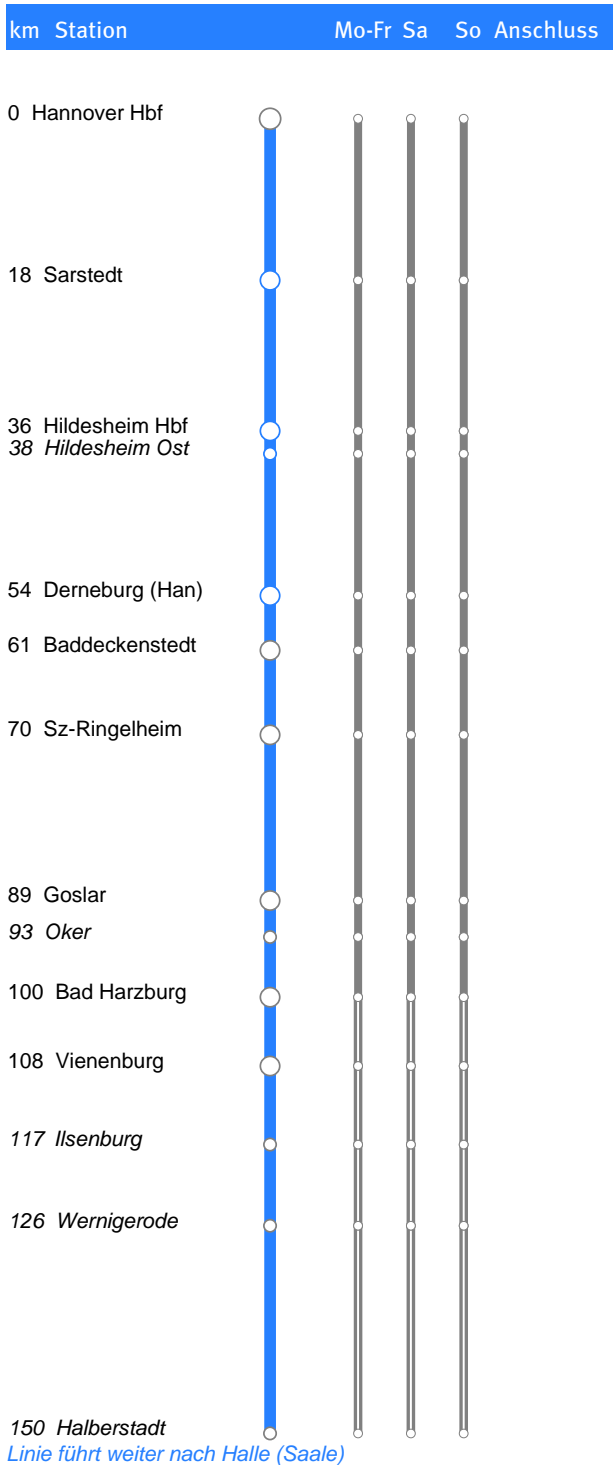 km Station Mo-Fr Sa So Anschluss
0 Hannover Hbf
18 Sarstedt
36 Hildesheim Hbf
38 Hildesheim Ost
54 Derneburg (Han)
61 Baddeckenstedt
70 Sz-Ringelheim
89 Goslar
93 Oker
100 Bad Harzburg
108 Vienenburg
117 Ilsenburg
126 Wernigerode
150 Halberstadt
Linie führt weiter nach Halle (Saale)